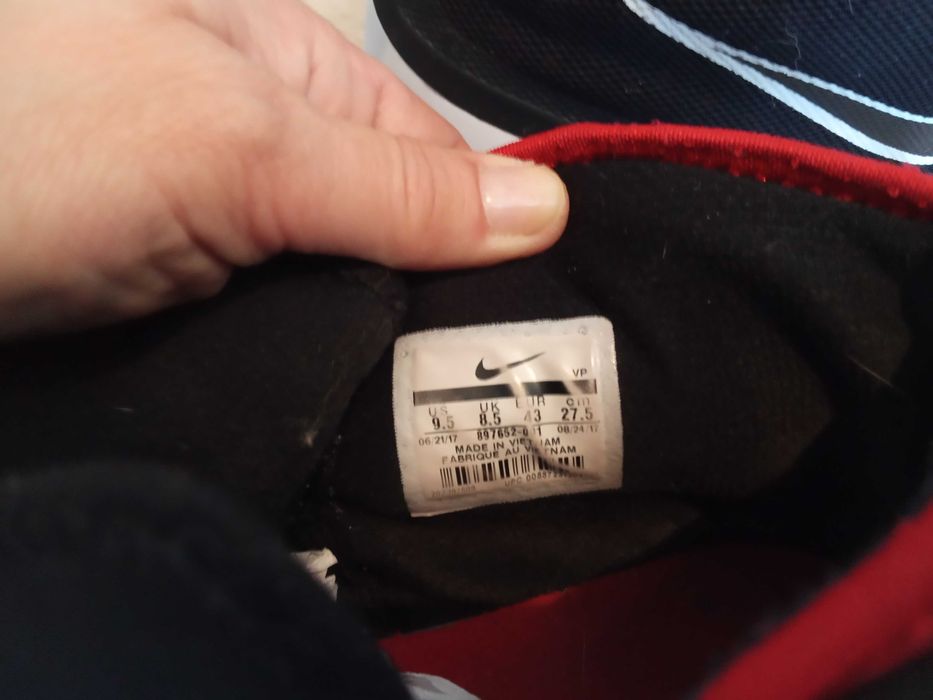 VP
US UK EUR cm
9.5 8.5 43 27.5
06/21/17 08/24/17
MADE IN VIETNAM
FABRIQUE AU VIETNAM
UPC